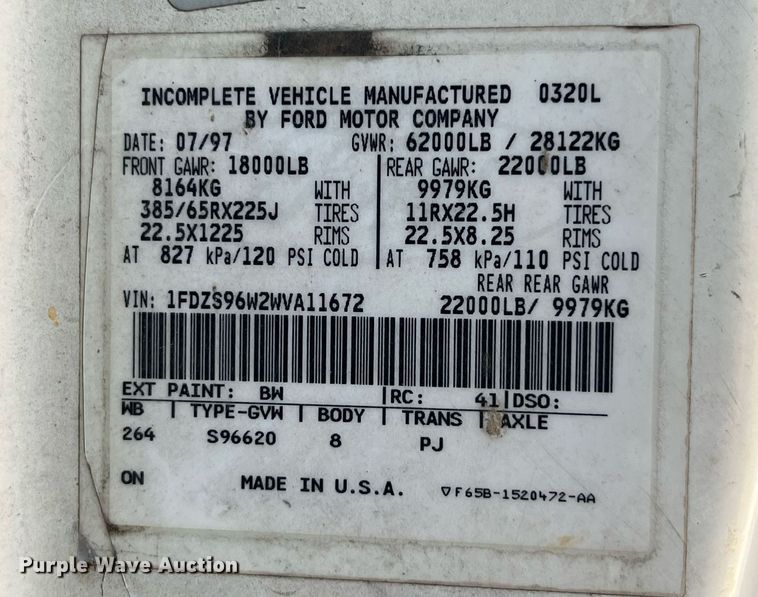 INCOMPLETE VEHICLE MANUFACTURED 0320L
BY FORD MOTOR COMPANY
DATE: 07/97 GVWR: 62000LB / 28122KG
FRONT GAWR: 18000LB REAR GAWR: 22000LB
8164KG WITH 9979KG WITH
385/65RX225J TIRES 11RX22.5H TIRES
22.5X1225 RIMS 22.5X8.25 RIMS
AT 827 kPa/120 PSI COLD AT 758 kPa/110 PSI COLD
REAR REAR GAWR
VIN: 1FDZS96W2WVA11672 22000LB/ 9979KG
EXT PAINT: BW |RC: 41|DSO:
WB | TYPE-GVW | BODY | TRANS | AXLE
264 S96620 8 PJ
ON MADE IN U.S.A. ▽F65B-1520472-AA
Purple Wave Auction